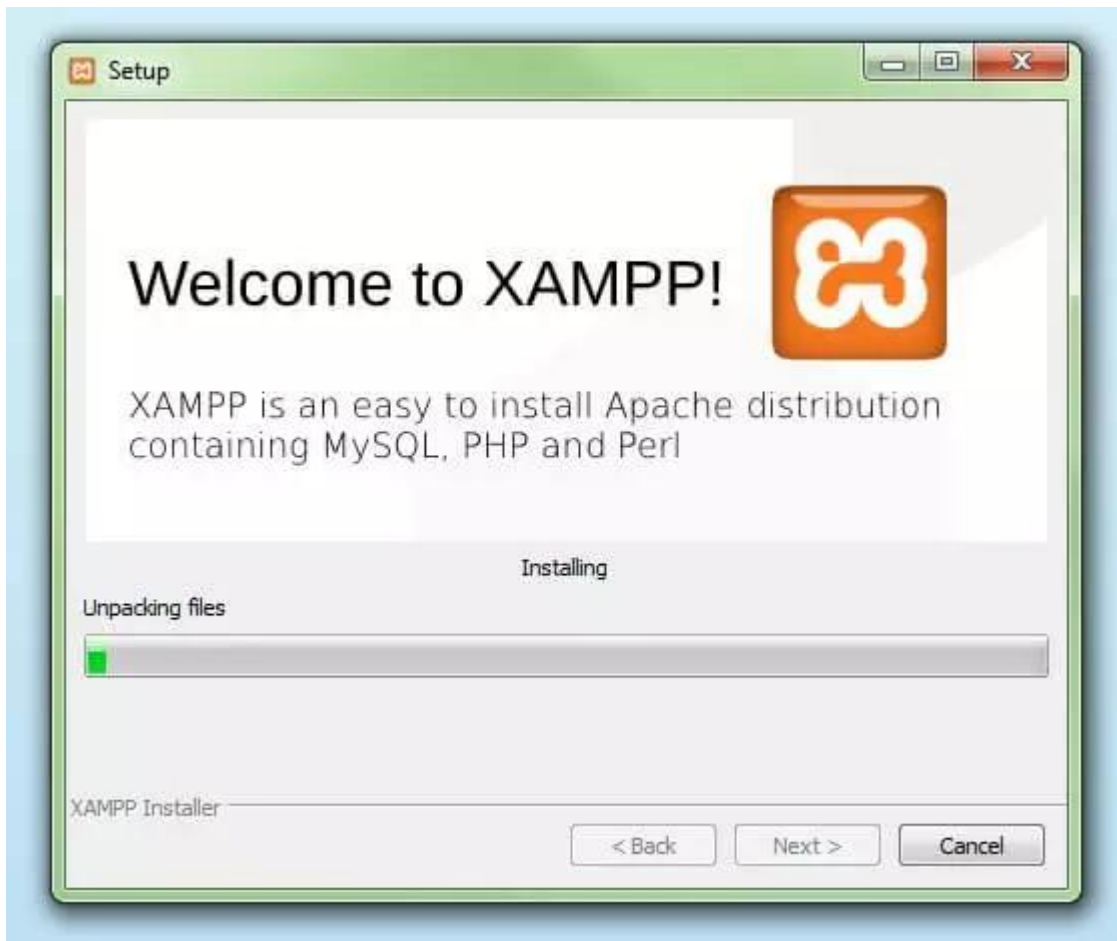 Setup
Welcome to XAMPP!
XAMPP is an easy to install Apache distribution
containing MySQL, PHP and Perl
Installing
Unpacking files
XAMPP Installer
< Back
Next >
Cancel